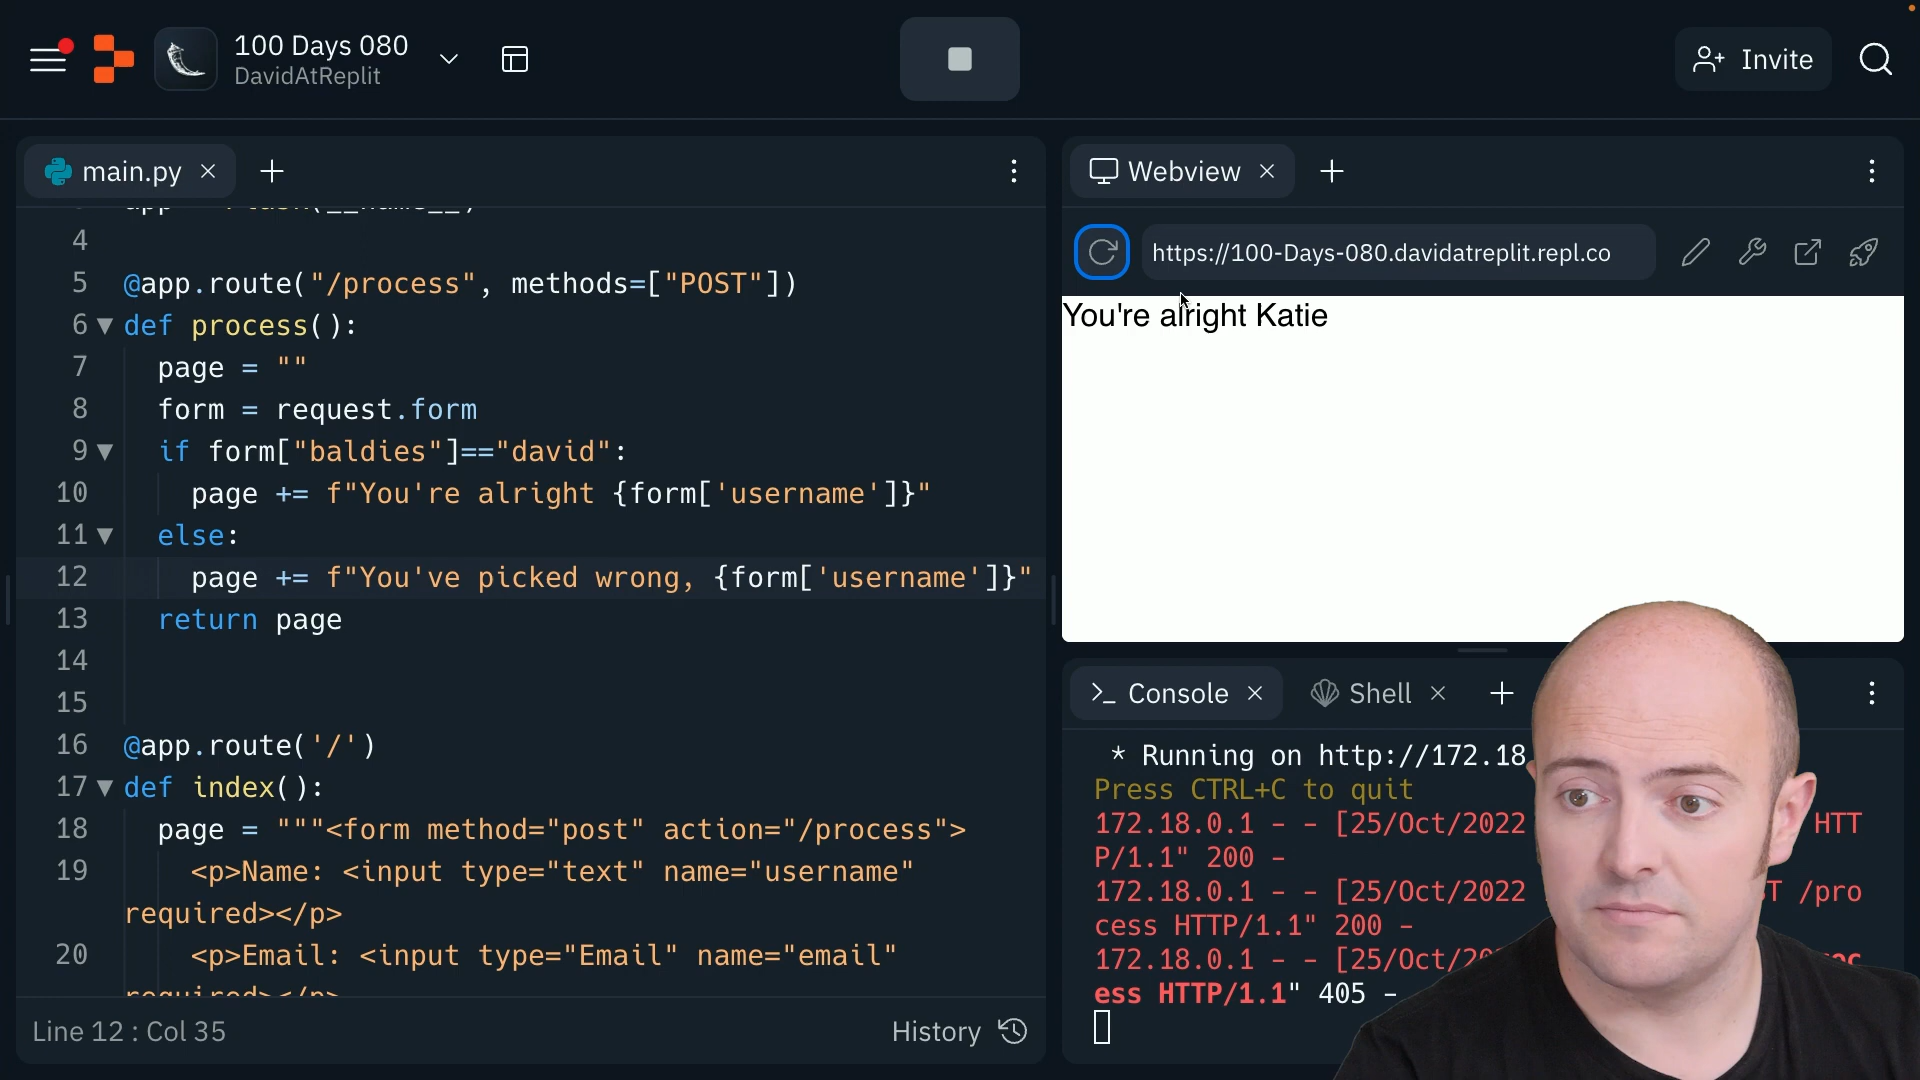 100 Days 080
DavidAtReplit
Invite
main.py
4
5 @app.route("/process", methods=["POST"])
6 def process():
7 page = ""
8 form = request.form
9 if form["baldies"]=="david":
10 page += f"You're alright {form['username']}"
11 else:
12 page += f"You've picked wrong, {form['username']}"
13 return page
14
15
16 @app.route('/')
17 def index():
18 page = """<form method="post" action="/process">
19 <p>Name: <input type="text" name="username"
required></p>
20 <p>Email: <input type="Email" name="email"
Line 12 : Col 35
History
Webview
https://100-Days-080.davidatreplit.repl.co
You're alright Katie
Console
Shell
* Running on http://172.18
Press CTRL+C to quit
172.18.0.1 - - [25/Oct/2022 HTT
P/1.1" 200 -
172.18.0.1 - - [25/Oct/2022 T /pro
cess HTTP/1.1" 200 -
172.18.0.1 - - [25/Oct/
ess HTTP/1.1" 405 -